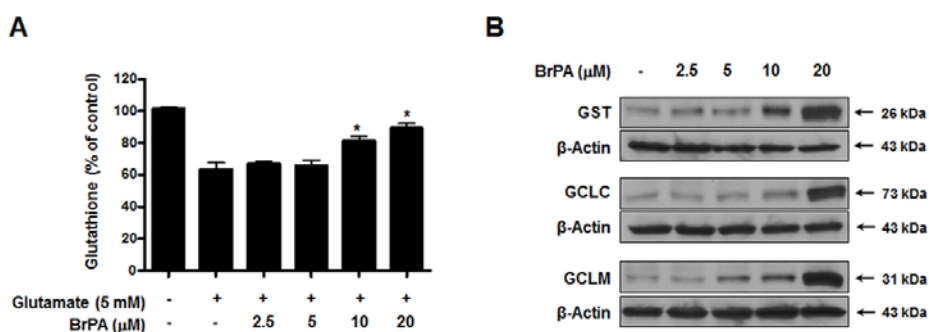 A
Glutathione (% of control)
120
100
80
60
40
20
0
* *
Glutamate (5 mM) - + + + + +
BrPA (μM) - - 2.5 5 10 20
B
BrPA (μM) - 2.5 5 10 20
GST ← 26 kDa
β-Actin ← 43 kDa
GCLC ← 73 kDa
β-Actin ← 43 kDa
GCLM ← 31 kDa
β-Actin ← 43 kDa